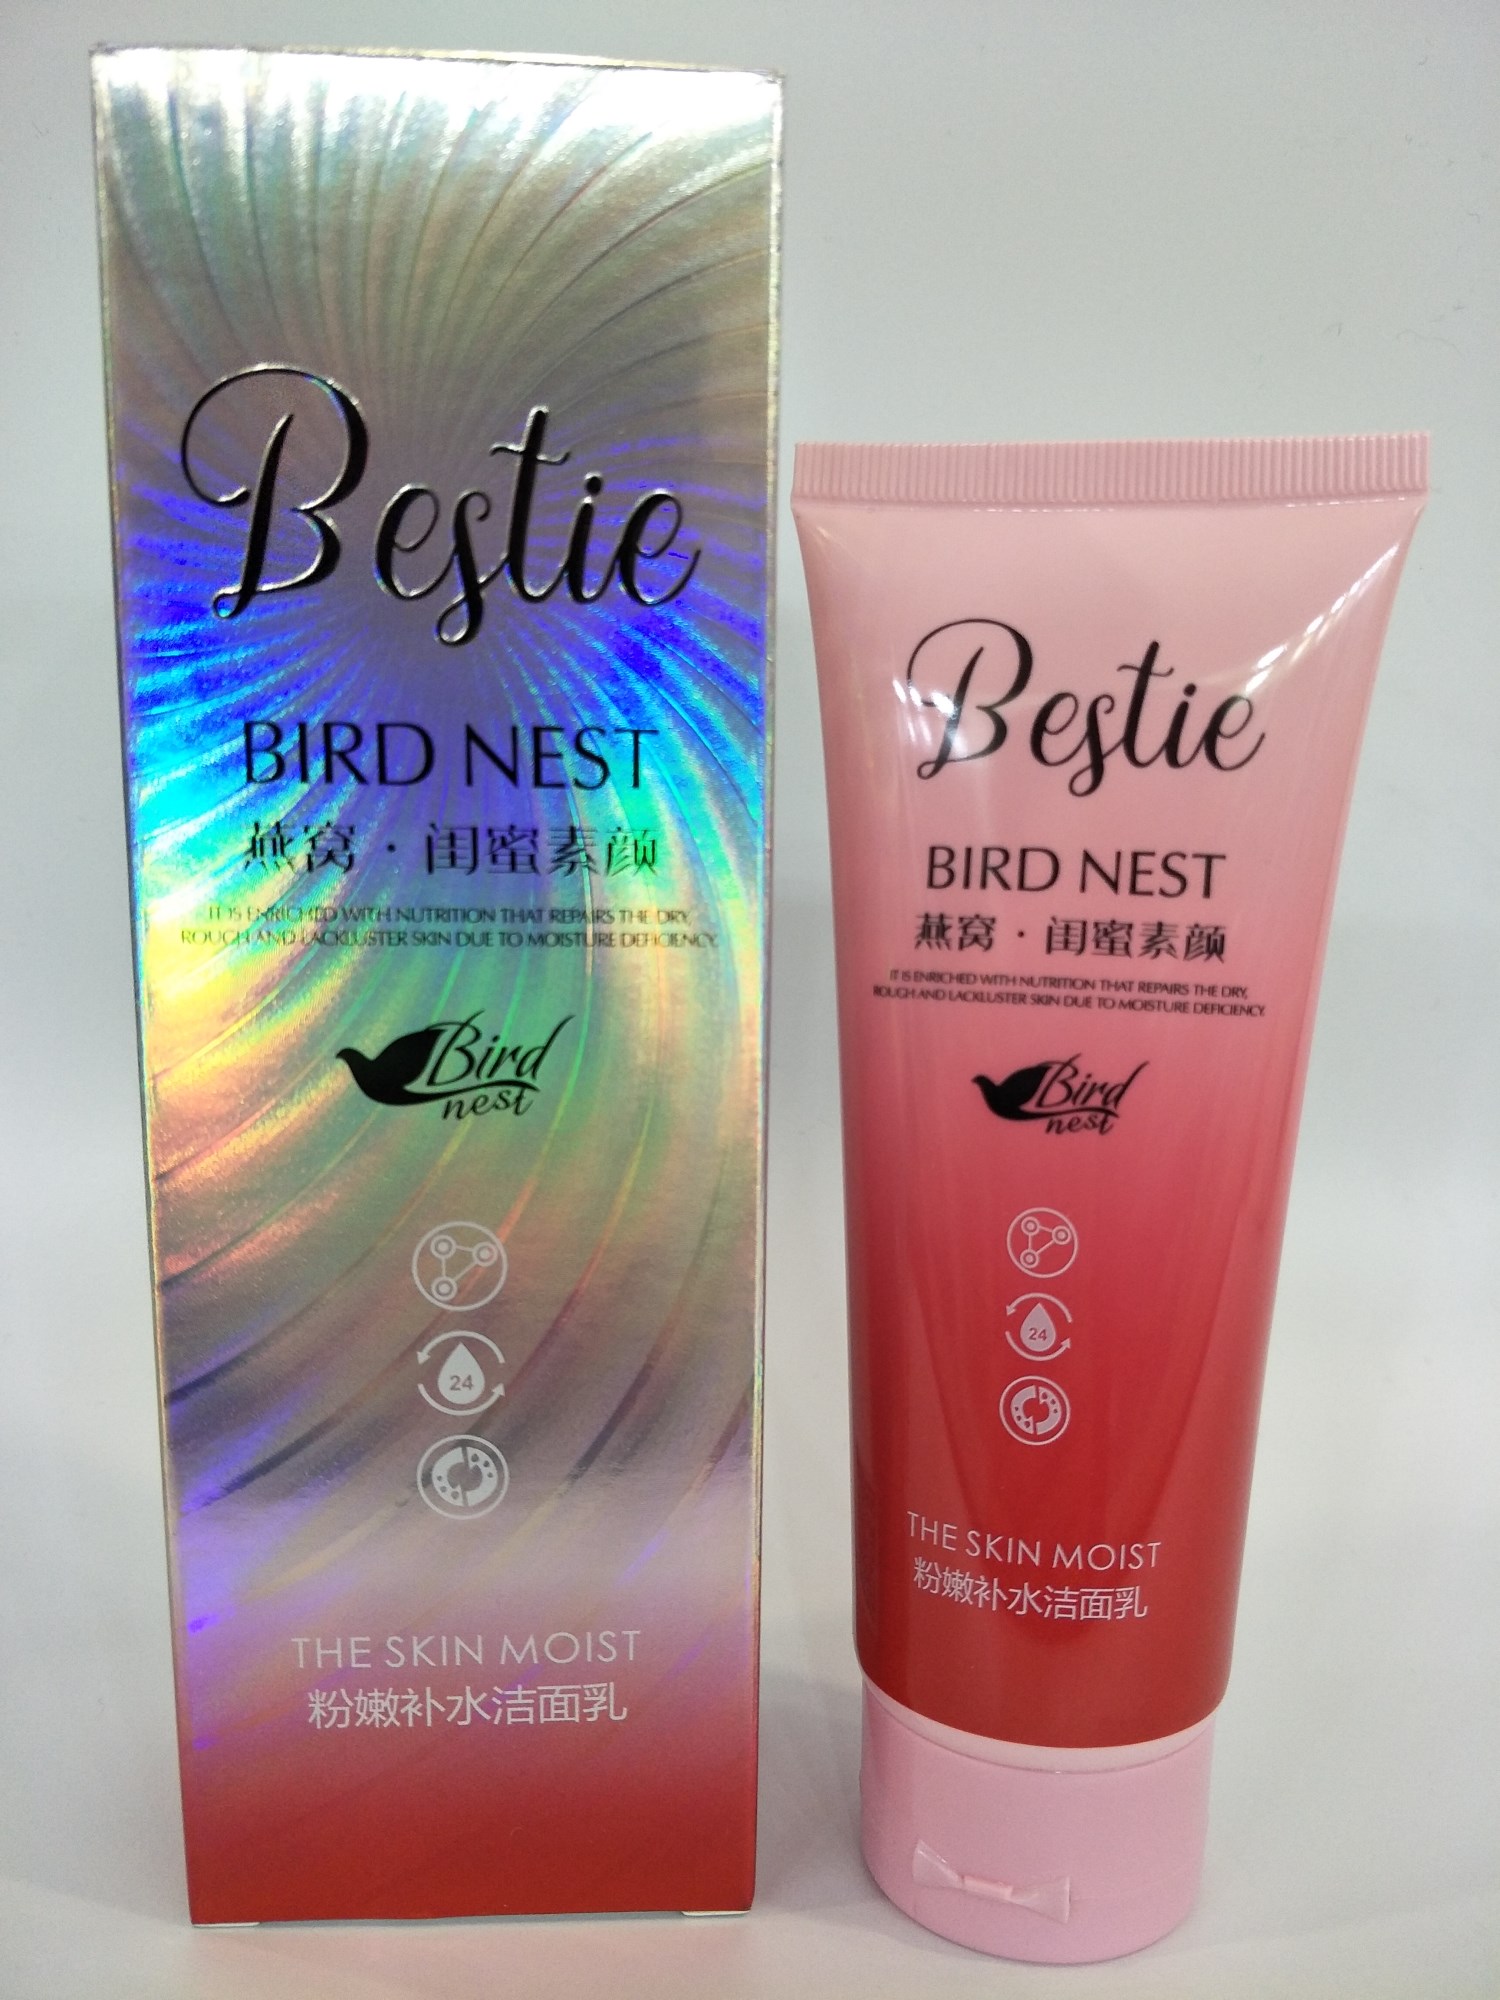 Bestie
BIRD NEST
燕窝·闺蜜素颜
IT IS ENRICHED WITH NUTRITION THAT REPAIRS THE DRY,
ROUGH AND LACKLUSTER SKIN DUE TO MOISTURE DEFICIENCY.
Bird
nest
24
THE SKIN MOIST
粉嫩补水洁面乳
Bestie
BIRD NEST
燕窝·闺蜜素颜
IT IS ENRICHED WITH NUTRITION THAT REPAIRS THE DRY,
ROUGH AND LACKLUSTER SKIN DUE TO MOISTURE DEFICIENCY.
Bird
nest
24
THE SKIN MOIST
粉嫩补水洁面乳